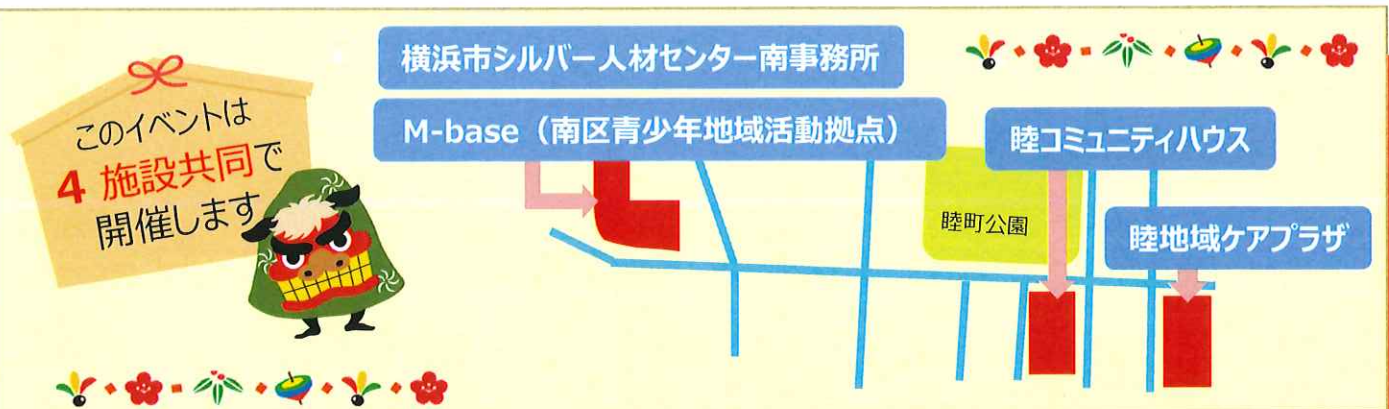 このイベントは
4 施設共同で
開催します
横浜市シルバー人材センター南事務所
M-base（南区青少年地域活動拠点）
睦コミュニティハウス
睦町公園
睦地域ケアプラザ